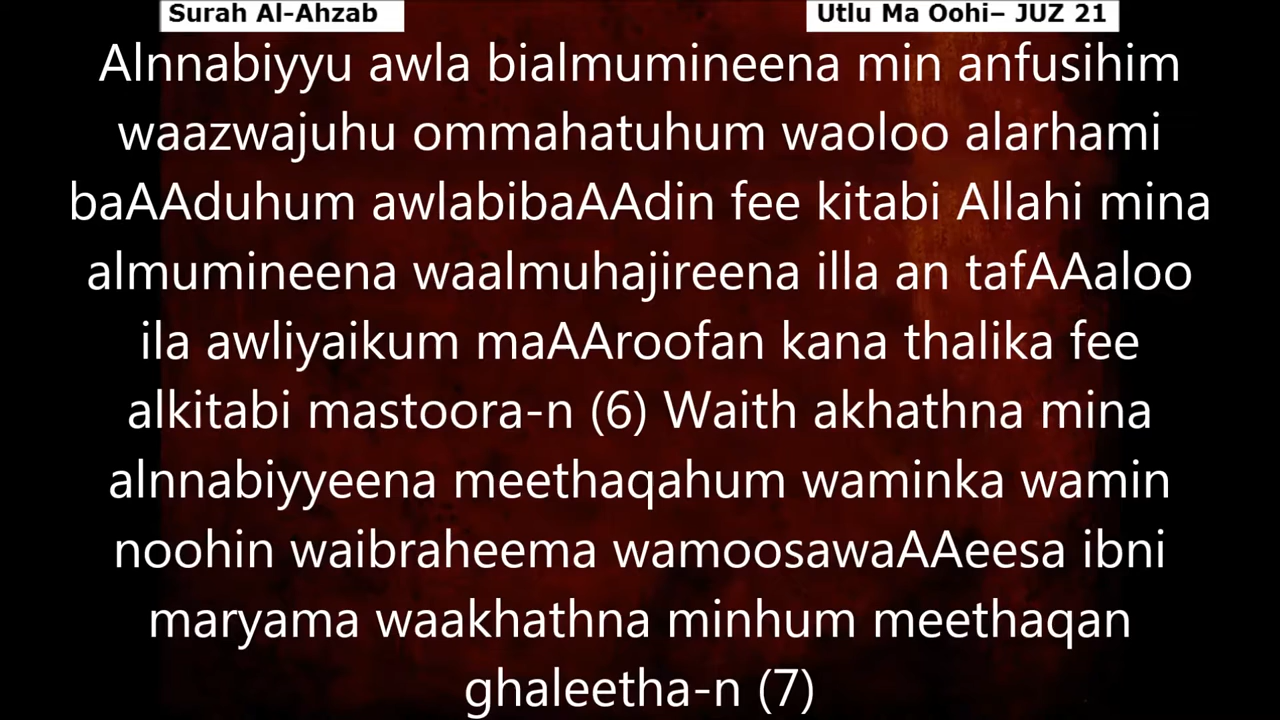 Surah Al-Ahzab
Utlu Ma Oohi– JUZ 21
Alnnabiyyu awla bialmumineena min anfusihim
waazwajuhu ommahatuhum waoloo alarhami
baAAduhum awlabibaAAdin fee kitabi Allahi mina
almumineena waalmuhajireena illa an tafAAaloo
ila awliyaikum maAAroofan kana thalika fee
alkitabi mastoora-n (6) Waith akhathna mina
alnnabiyyeena meethaqahum waminka wamin
noohin waibraheema wamoosawaAAeesa ibni
maryama waakhathna minhum meethaqan
ghaleetha-n (7)